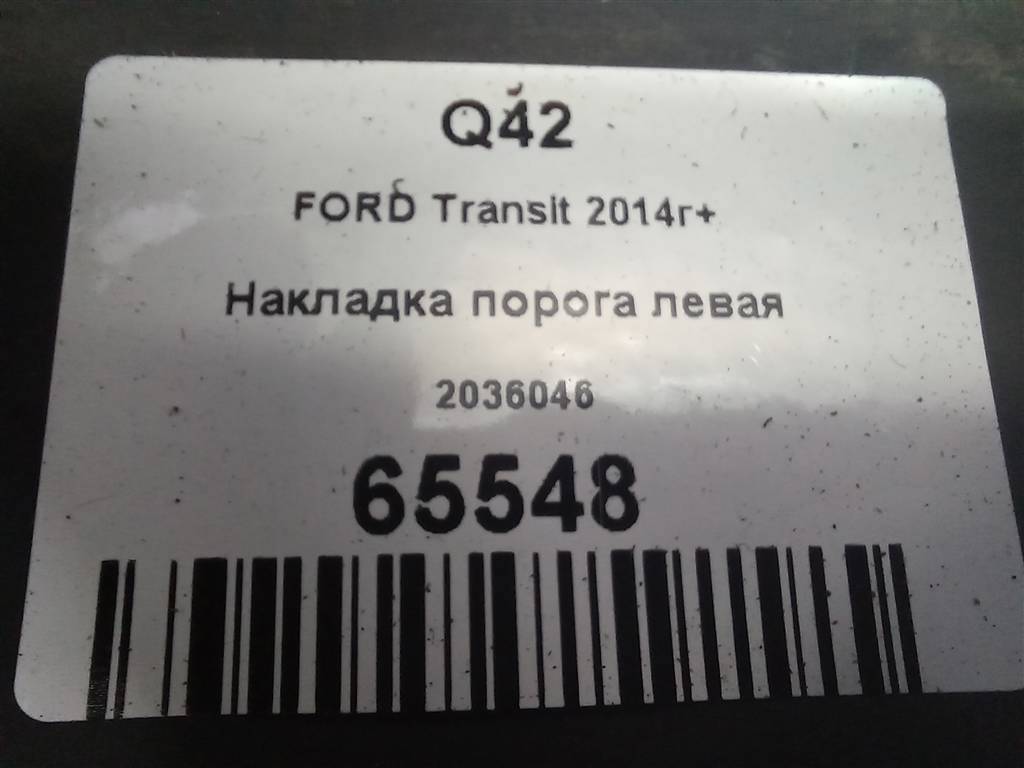 Q42
FORD Transit 2014г+
Накладка порога левая
2036046
65548